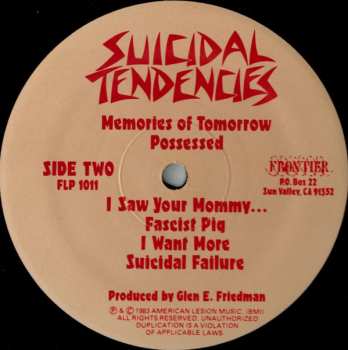 SUICIDAL
TENDENCIES
Memories of Tomorrow
Possessed
SIDE TWO
FLP 1011
FRONTIER
P.O. Box 22
Sun Valley, CA 91352
I Saw Your Mommy...
Fascist Pig
I Want More
Suicidal Failure
Produced by Glen E. Friedman
℗ & © 1983 AMERICAN LESION MUSIC, (BMI)
ALL RIGHTS RESERVED. UNAUTHORIZED
DUPLICATION IS A VIOLATION
OF APPLICABLE LAWS